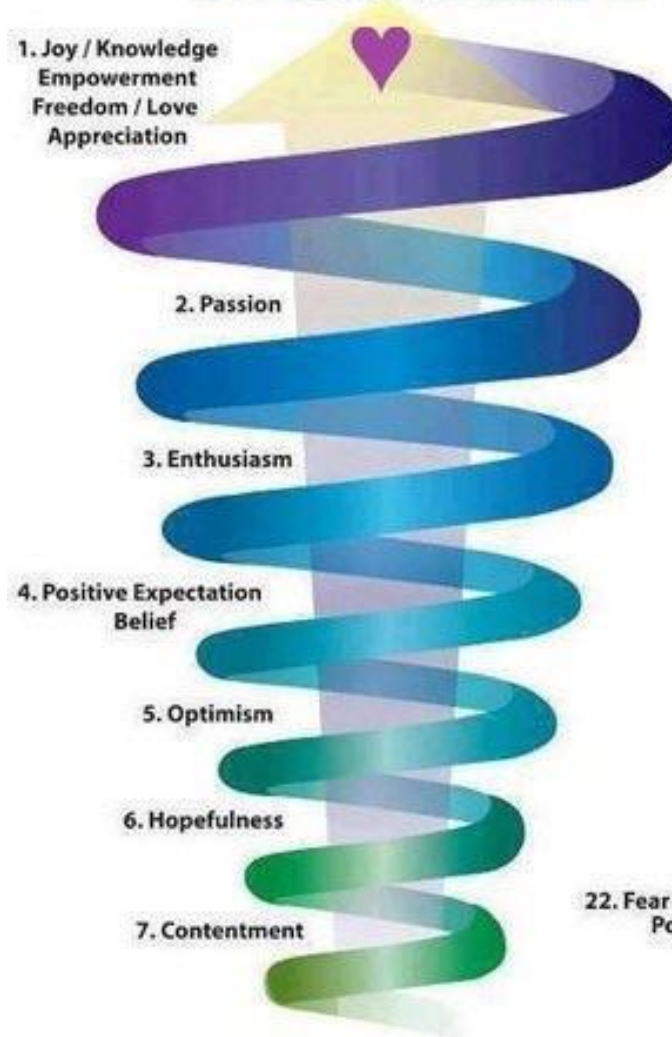 1. Joy / Knowledge
Empowerment
Freedom / Love
Appreciation
2. Passion
3. Enthusiasm
4. Positive Expectation
Belief
5. Optimism
6. Hopefulness
7. Contentment
22. Fear